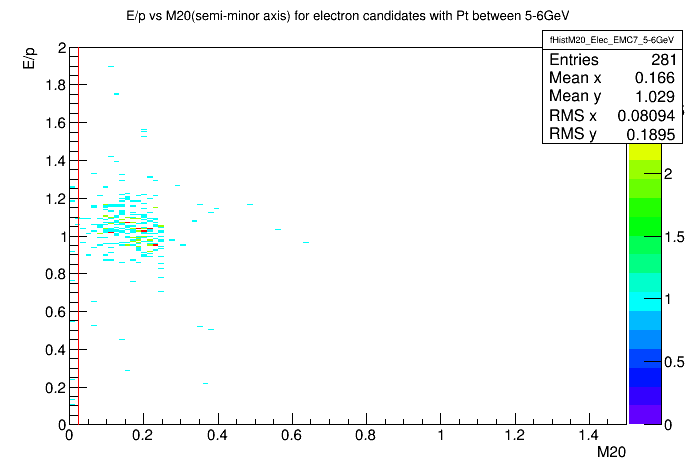 E/p vs M20(semi-minor axis) for electron candidates with Pt between 5-6GeV
fHistM20_Elec_EMC7_5-6GeV
Entries 281
Mean x 0.166
Mean y 1.029
RMS x 0.08094
RMS y 0.1895
E/p
2
1.8
1.6
1.4
1.2
1
0.8
0.6
0.4
0.2
0
0 0.2 0.4 0.6 0.8 1 1.2 1.4
M20
2
1.5
1
0.5
0